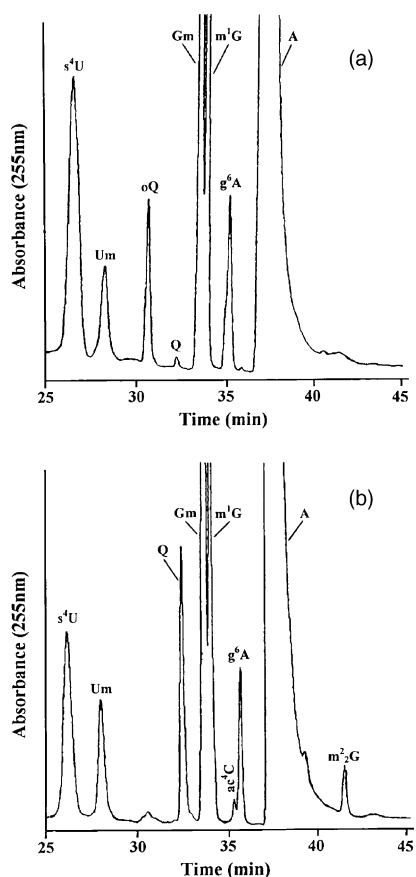 (a)
s⁴U
Um
oQ
Q
Gm
m¹G
g⁶A
A
Absorbance (255nm)
25 30 35 40 45
Time (min)
(b)
s⁴U
Um
Q
Gm
m¹G
ac⁴C
g⁶A
A
m²₂G
Absorbance (255nm)
25 30 35 40 45
Time (min)